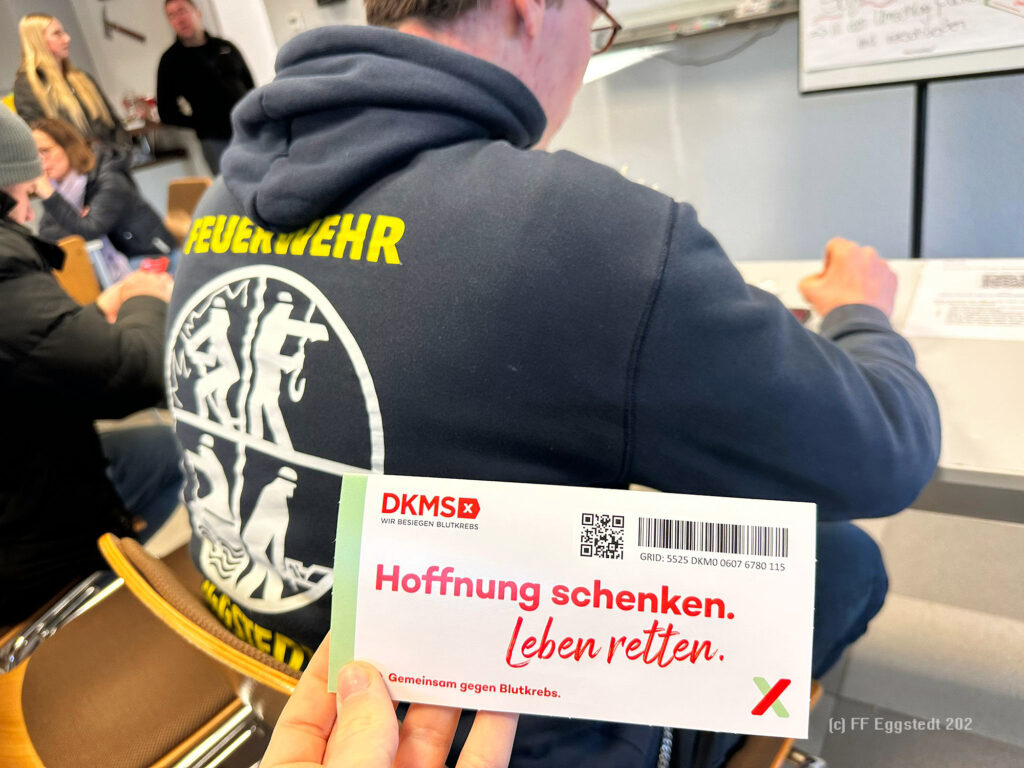 mit
FEUERWEHR
DKMS
WIR BESIEGEN BLUTKREBS
GRID: 5525 DKM0 0607 6780 115
Hoffnung schenken.
Leben retten.
Gemeinsam gegen Blutkrebs.
(c) FF Eggstedt 202